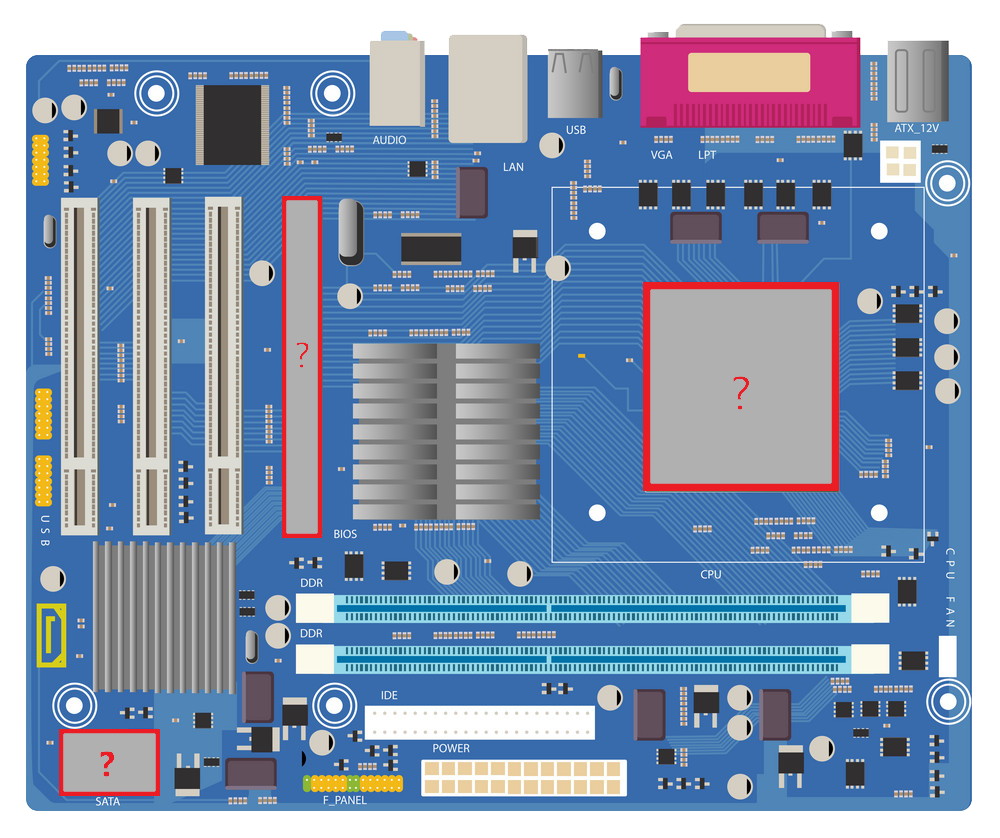 AUDIO
LAN
USB
VGA LPT
ATX_12V
?
?
USB
BIOS
CPU
CPU FAN
DDR
DDR
IDE
POWER
?
SATA
F_PANEL